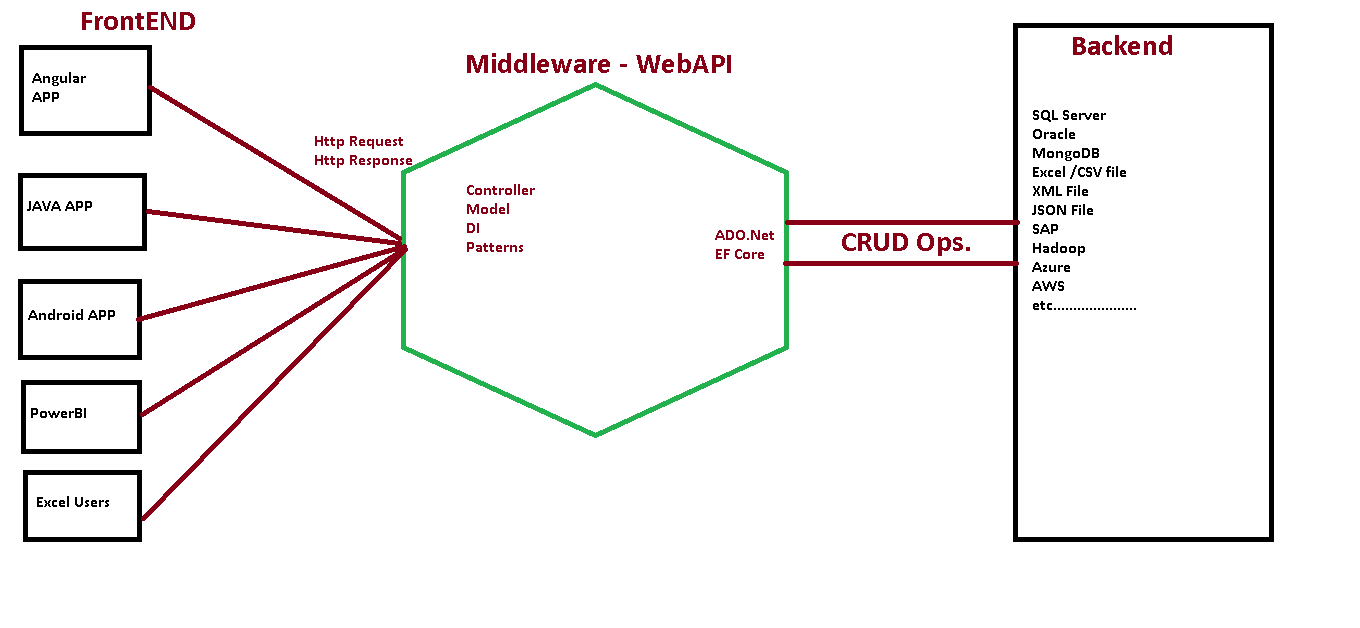 FrontEND
Angular
APP
JAVA APP
Android APP
PowerBI
Excel Users
Http Request
Http Response
Middleware - WebAPI
Controller
Model
DI
Patterns
ADO.Net
EF Core
CRUD Ops.
Backend
SQL Server
Oracle
MongoDB
Excel /CSV file
XML File
JSON File
SAP
Hadoop
Azure
AWS
etc.....................